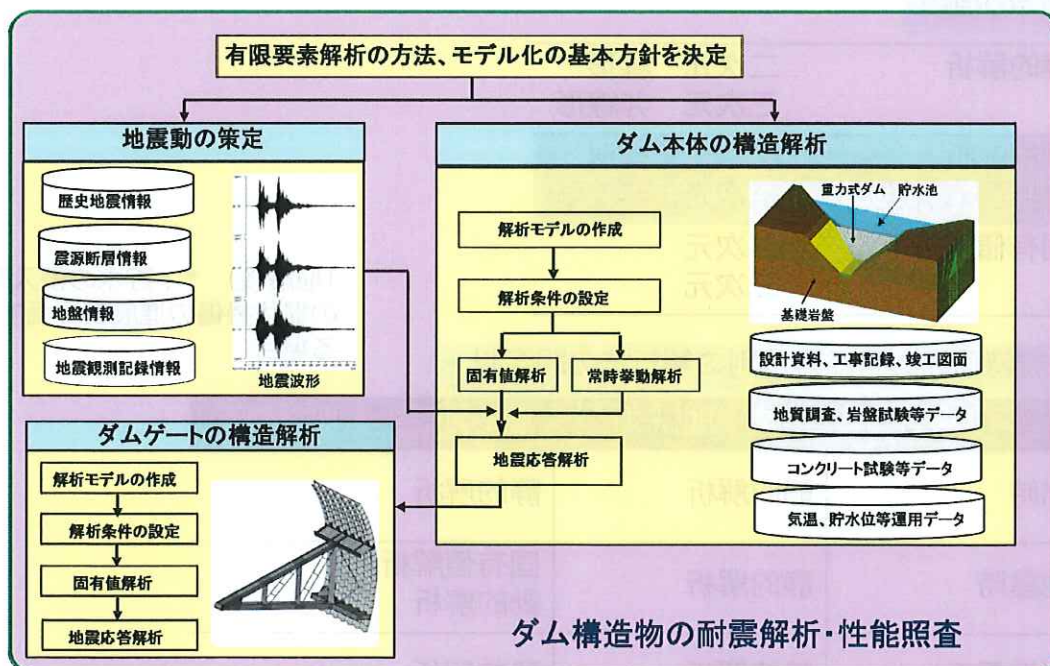 有限要素解析の方法、モデル化の基本方針を決定
地震動の策定
歴史地震情報
震源断層情報
地盤情報
地震観測記録情報
地震波形
ダム本体の構造解析
解析モデルの作成
解析条件の設定
固有値解析
常時挙動解析
地震応答解析
重力式ダム
貯水池
基礎岩盤
設計資料、工事記録、竣工図面
地質調査、岩盤試験等データ
コンクリート試験等データ
気温、貯水位等運用データ
ダムゲートの構造解析
解析モデルの作成
解析条件の設定
固有値解析
地震応答解析
ダム構造物の耐震解析・性能照査